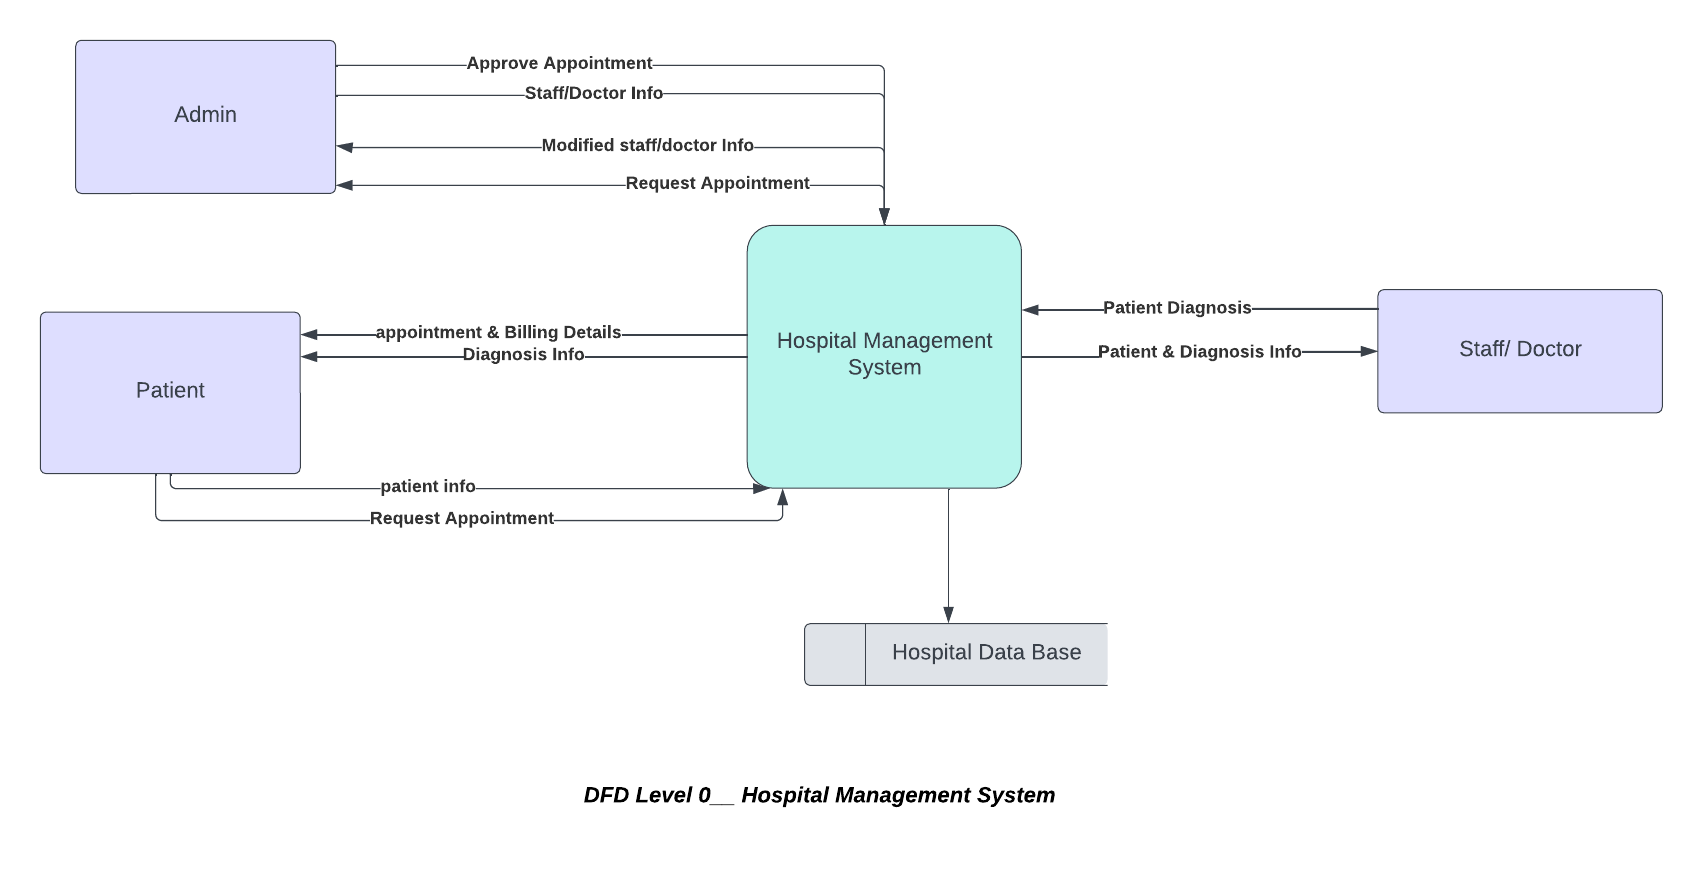 Approve Appointment
Staff/Doctor Info
Admin
Modified staff/doctor Info
Request Appointment
Patient Diagnosis
appointment & Billing Details
Diagnosis Info
Hospital Management
System
Patient & Diagnosis Info
Staff/ Doctor
Patient
patient info
Request Appointment
Hospital Data Base
DFD Level 0__ Hospital Management System